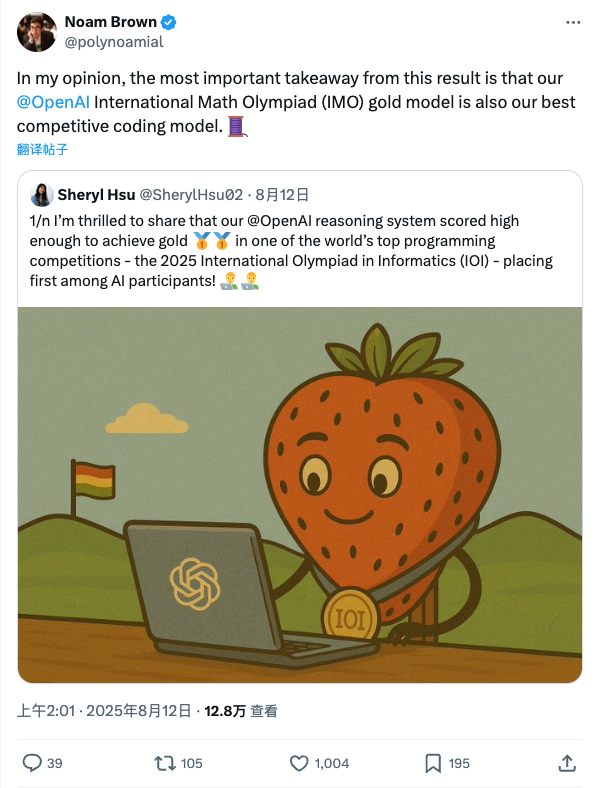 Noam Brown
@polynoamial
In my opinion, the most important takeaway from this result is that our
@OpenAI International Math Olympiad (IMO) gold model is also our best
competitive coding model. 🧵
翻译帖子
Sheryl Hsu @SherylHsu02 · 8月12日
1/n I’m thrilled to share that our @OpenAI reasoning system scored high
enough to achieve gold 🥇🥇 in one of the world’s top programming
competitions - the 2025 International Olympiad in Informatics (IOI) - placing
first among AI participants! 👨‍💻👨‍💻
IOI
上午2:01 · 2025年8月12日 · 12.8万 查看
39 105 1,004 195